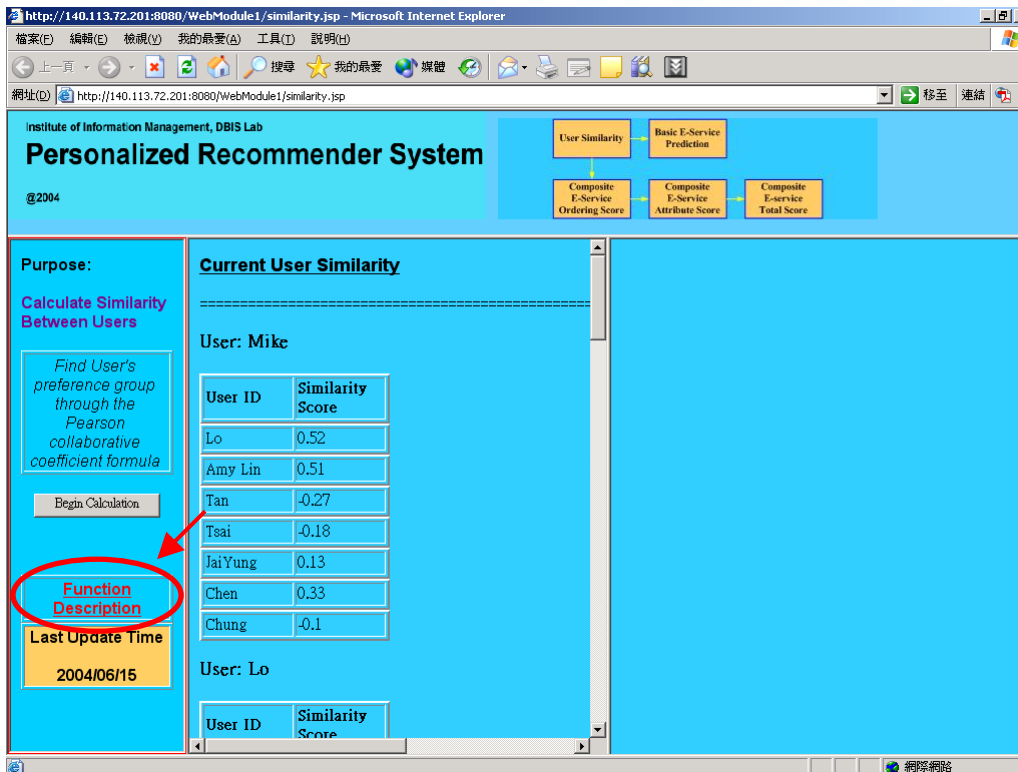 http://140.113.72.201:8080/WebModule1/similarity.jsp - Microsoft Internet Explorer
檔案(F) 編輯(E) 檢視(V) 我的最愛(A) 工具(T) 說明(H)
上一頁 搜尋 我的最愛 媒體
網址(D) http://140.113.72.201:8080/WebModule1/similarity.jsp 移至 連結
Institute of Information Management, DBIS Lab
Personalized Recommender System
@2004
User Similarity
Basic E-Service
Prediction
Composite
E-Service
Ordering Score
Composite
E-Service
Attribute Score
Composite
E-service
Total Score
Purpose:
Calculate Similarity
Between Users
Find User's
preference group
through the
Pearson
collaborative
coefficient formula
Begin Calculation
Function
Description
Last Update Time
2004/06/15
Current User Similarity
=================================================
User: Mike
User ID Similarity
Score
Lo 0.52
Amy Lin 0.51
Tan -0.27
Tsai -0.18
JaiYung 0.13
Chen 0.33
Chung -0.1
User: Lo
User ID Similarity
Score
網際網路